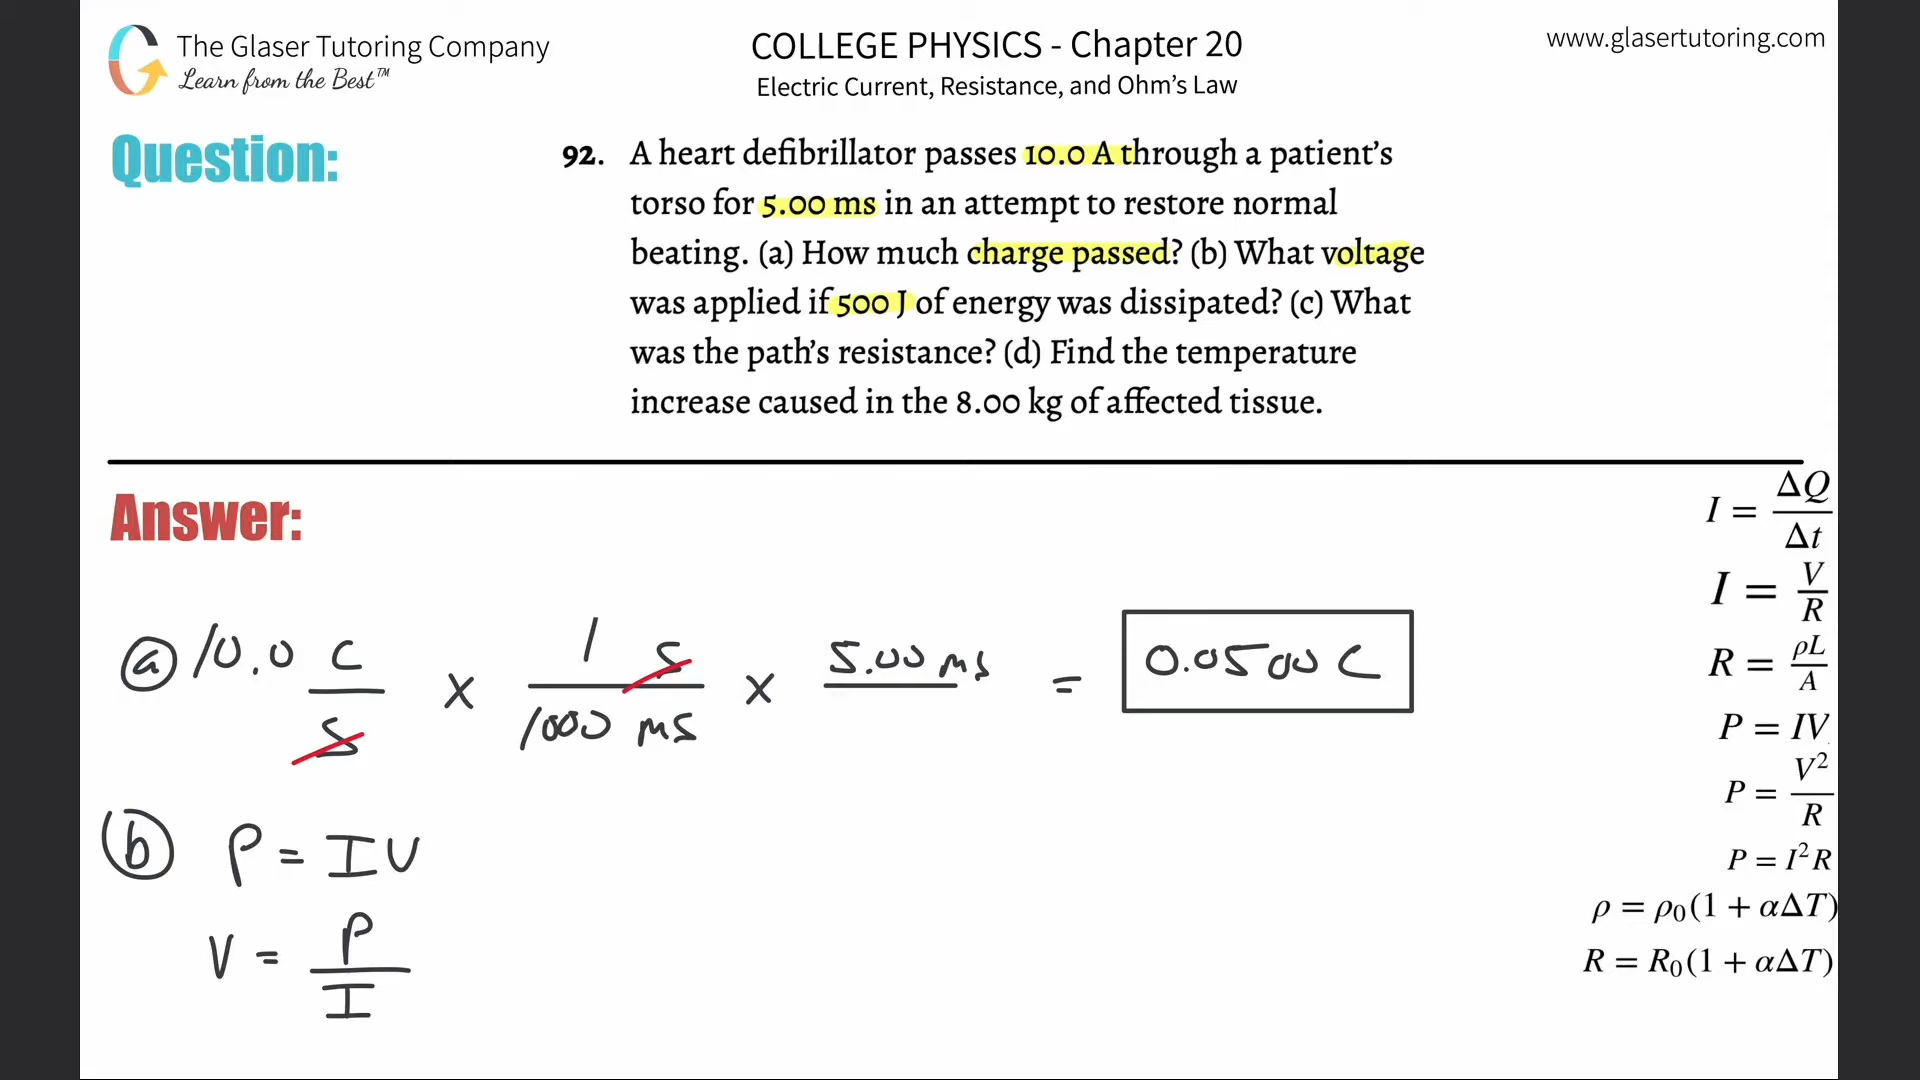 The Glaser Tutoring Company
Learn from the Best™
COLLEGE PHYSICS - Chapter 20
Electric Current, Resistance, and Ohm's Law
www.glasertutoring.com
Question:
92. A heart defibrillator passes 10.0 A through a patient's
torso for 5.00 ms in an attempt to restore normal
beating. (a) How much charge passed? (b) What voltage
was applied if 500 J of energy was dissipated? (c) What
was the path's resistance? (d) Find the temperature
increase caused in the 8.00 kg of affected tissue.
Answer:
ⓐ 10.0 C/S × 1 S/1000 ms × 5.00 ms = 0.0500 C
ⓑ P = IV
V = P/I
I = ΔQ/Δt
I = V/R
R = ρL/A
P = IV
P = V²/R
P = I²R
ρ = ρ₀(1 + αΔT)
R = R₀(1 + αΔT)